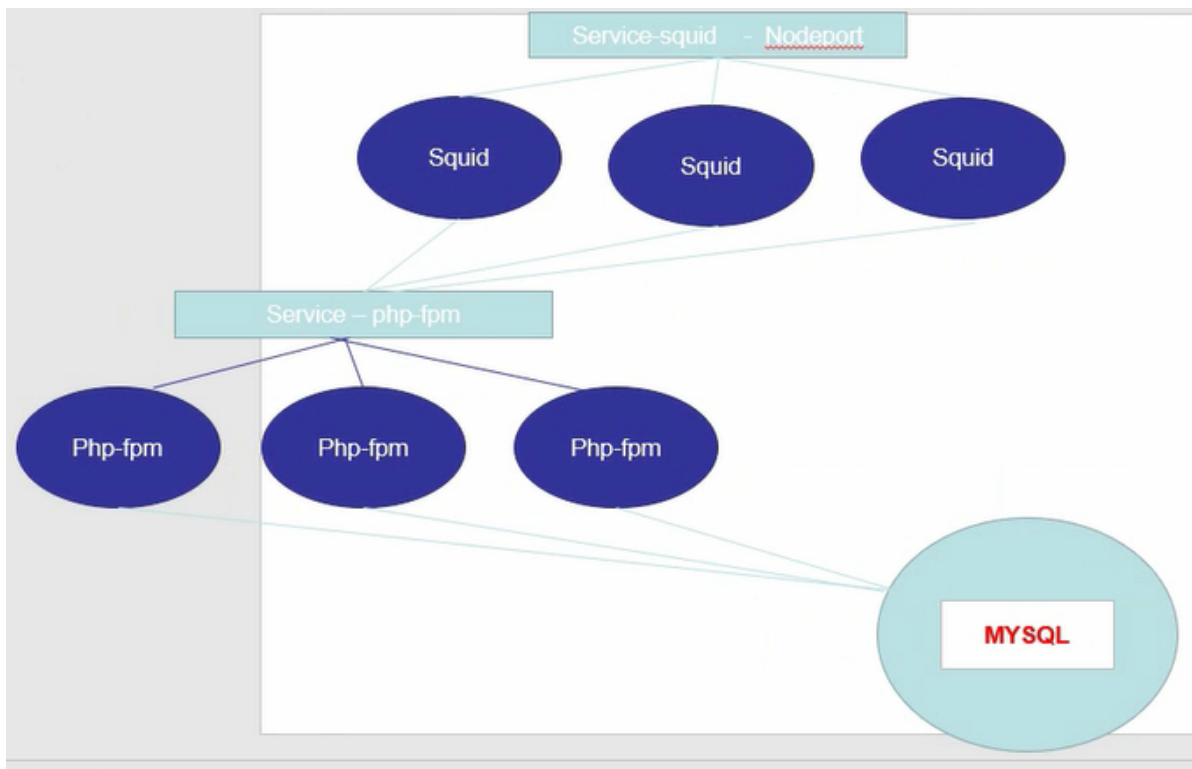 Service-squid - Nodeport
Squid
Squid
Squid
Service – php-fpm
Php-fpm
Php-fpm
Php-fpm
MYSQL